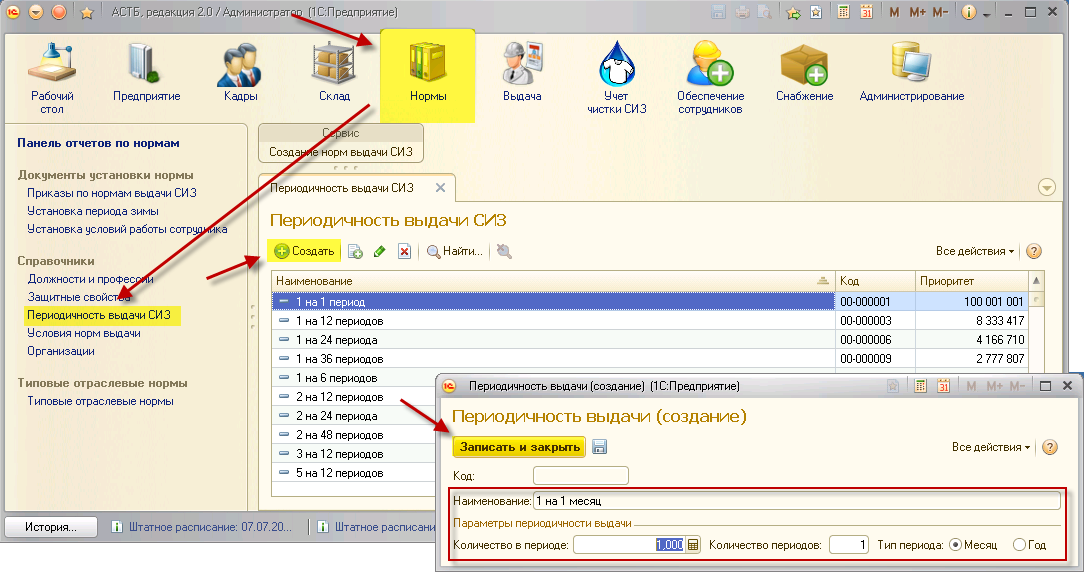 АСТБ, редакция 2.0 / Администратор (1С:Предприятие)
M M+ M-
Рабочий стол
Предприятие
Кадры
Склад
Нормы
Выдача
Учет чистки СИЗ
Обеспечение сотрудников
Снабжение
Администрирование
Панель отчетов по нормам
Документы установки нормы
Приказы по нормам выдачи СИЗ
Установка периода зимы
Установка условий работы сотрудника
Справочники
Должности и профессии
Защитные свойства
Периодичность выдачи СИЗ
Условия норм выдачи
Организации
Типовые отраслевые нормы
Типовые отраслевые нормы
Сервис
Создание норм выдачи СИЗ
Периодичность выдачи СИЗ
Периодичность выдачи СИЗ
Создать Найти... Все действия
Наименование Код Приоритет
1 на 1 период 00-000001 100 001 001
1 на 12 периодов 00-000003 8 333 417
1 на 24 периода 00-000006 4 166 710
1 на 36 периодов 00-000009 2 777 807
1 на 6 периодов
2 на 12 периодов
2 на 24 периода
2 на 48 периодов
3 на 12 периодов
5 на 12 периодов
Периодичность выдачи (создание) (1С:Предприятие)
M M+ M-
Периодичность выдачи (создание)
Записать и закрыть Все действия
Код:
Наименование: 1 на 1 месяц
Параметры периодичности выдачи
Количество в периоде: 1,000 Количество периодов: 1 Тип периода: Месяц Год
История... Штатное расписание: 07.07.20... Штатное расписание: